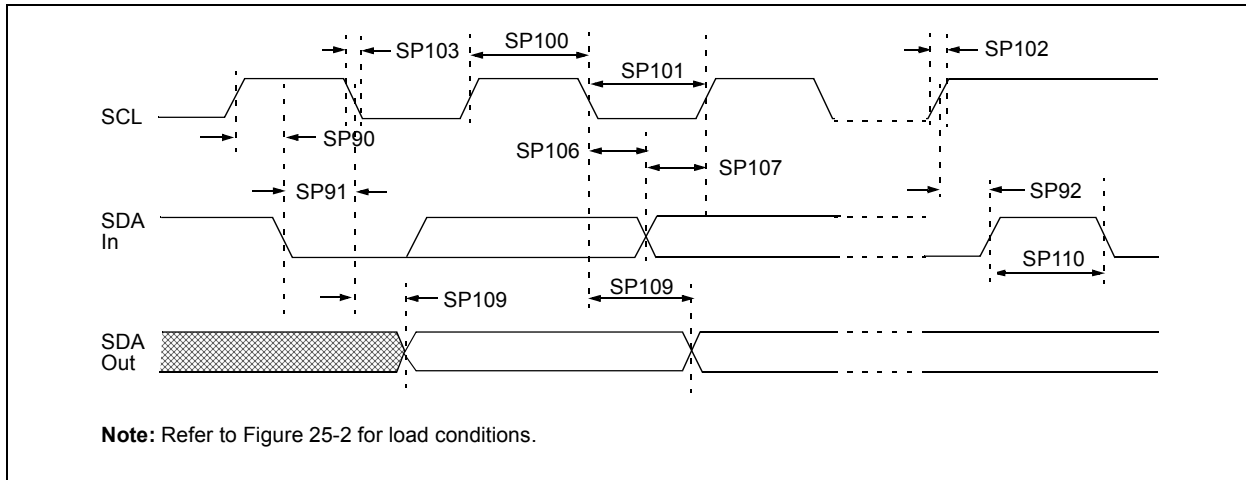 SP103
SP100
SP101
SP102
SCL
SP90
SP106
SP107
SP91
SP92
SDA
In
SP110
SP109
SP109
SDA
Out
Note: Refer to Figure 25-2 for load conditions.